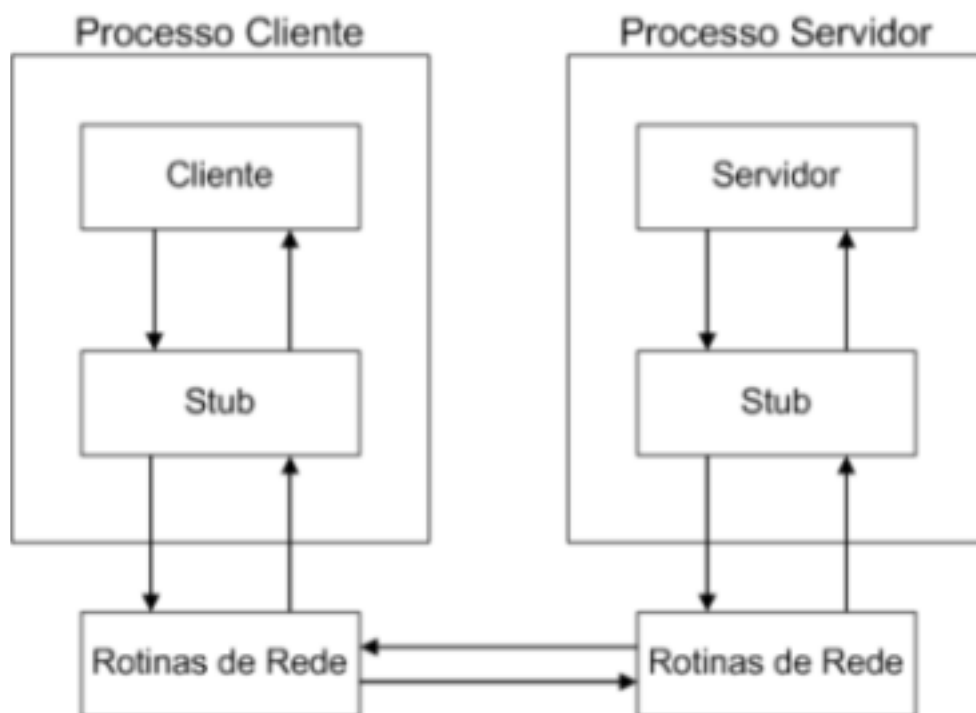 Processo Cliente
Processo Servidor
Cliente
Servidor
Stub
Stub
Rotinas de Rede
Rotinas de Rede